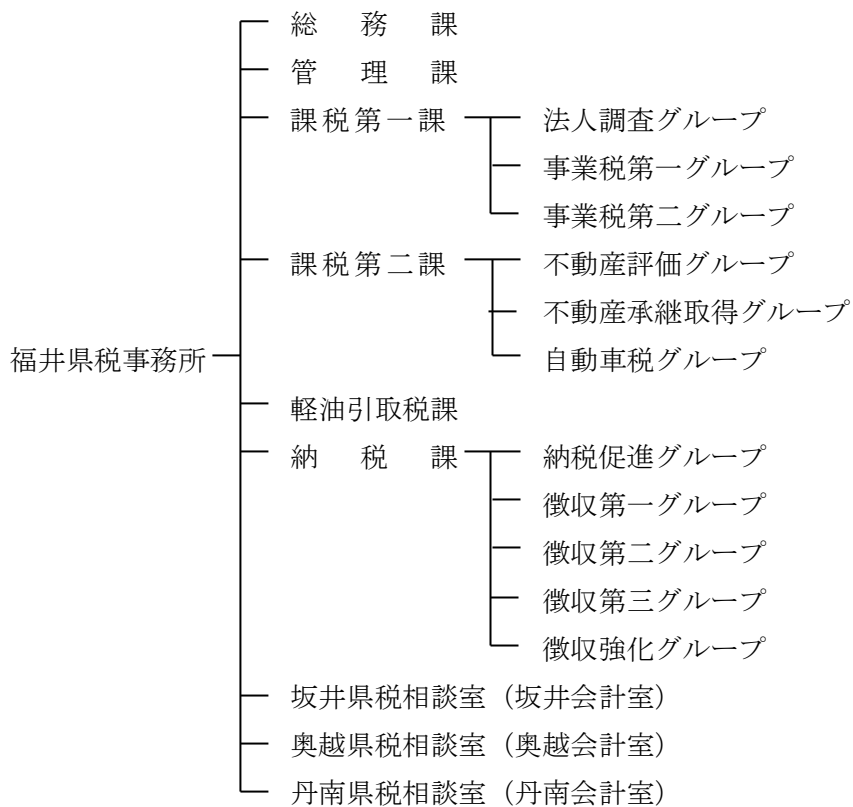 総務課
管理課
課税第一課 法人調査グループ
事業税第一グループ
事業税第二グループ
課税第二課 不動産評価グループ
不動産承継取得グループ
福井県税事務所 自動車税グループ
軽油引取税課
納税課 納税促進グループ
徴収第一グループ
徴収第二グループ
徴収第三グループ
徴収強化グループ
坂井県税相談室（坂井会計室）
奥越県税相談室（奥越会計室）
丹南県税相談室（丹南会計室）